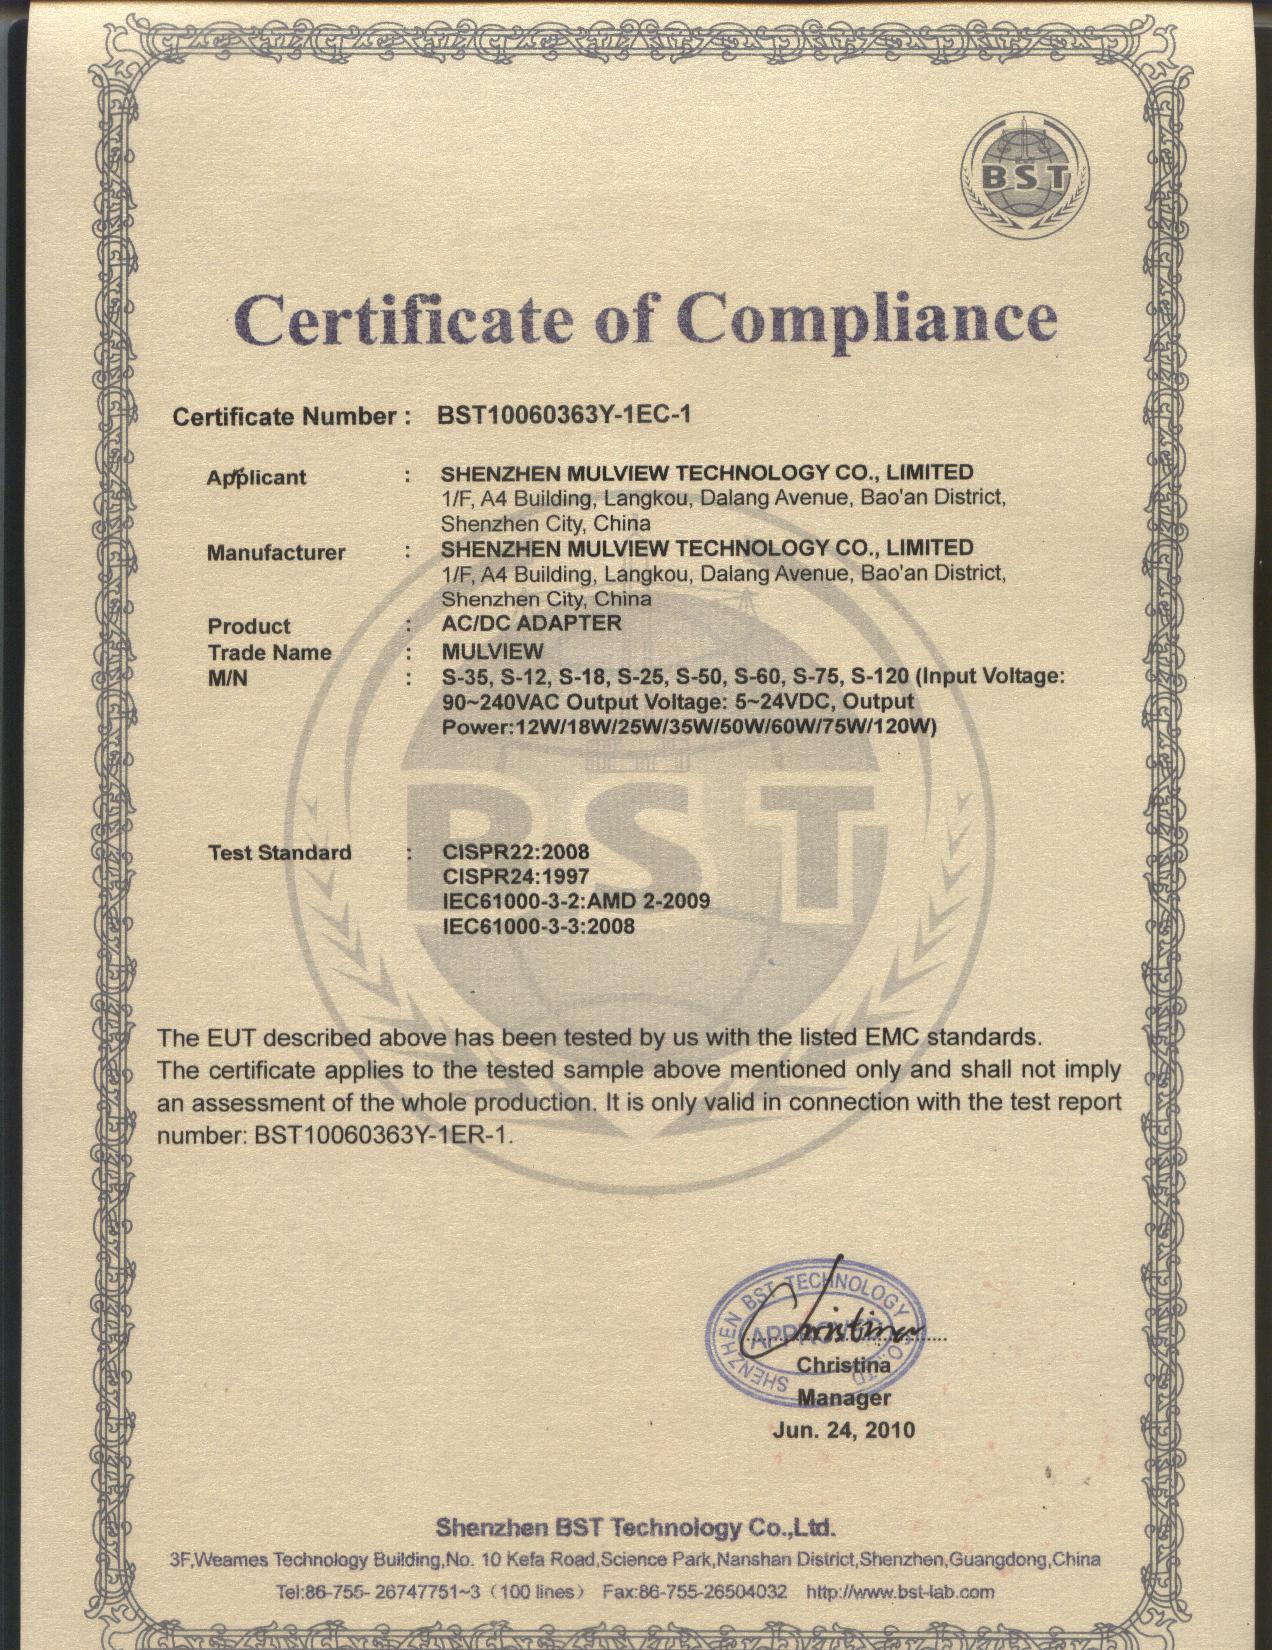 BST
Certificate of Compliance
Certificate Number : BST10060363Y-1EC-1
Applicant : SHENZHEN MULVIEW TECHNOLOGY CO., LIMITED
1/F, A4 Building, Langkou, Dalang Avenue, Bao'an District,
Shenzhen City, China
Manufacturer : SHENZHEN MULVIEW TECHNOLOGY CO., LIMITED
1/F, A4 Building, Langkou, Dalang Avenue, Bao'an District,
Shenzhen City, China
Product : AC/DC ADAPTER
Trade Name : MULVIEW
M/N : S-35, S-12, S-18, S-25, S-50, S-60, S-75, S-120 (Input Voltage:
90~240VAC Output Voltage: 5~24VDC, Output
Power:12W/18W/25W/35W/50W/60W/75W/120W)
BST
Test Standard : CISPR22:2008
CISPR24:1997
IEC61000-3-2:AMD 2-2009
IEC61000-3-3:2008
The EUT described above has been tested by us with the listed EMC standards.
The certificate applies to the tested sample above mentioned only and shall not imply
an assessment of the whole production. It is only valid in connection with the test report
number: BST10060363Y-1ER-1.
SHENZHEN BST TECHNOLOGY CO.,LTD
APPROVED
Christina
Christina
Manager
Jun. 24, 2010
Shenzhen BST Technology Co.,Ltd.
3F,Weames Technology Building,No. 10 Kefa Road,Science Park,Nanshan District,Shenzhen,Guangdong,China
Tel:86-755- 26747751~3（100 lines） Fax:86-755-26504032 http://www.bst-lab.com